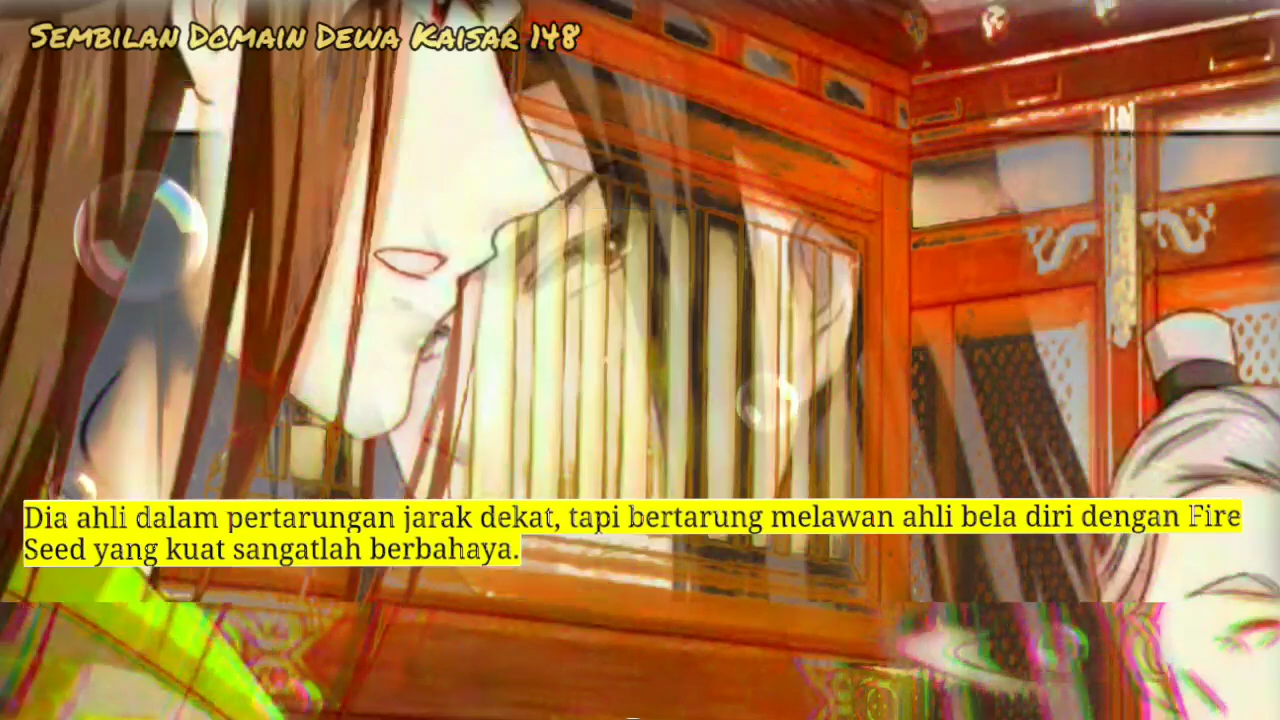 Sembilan Domain Dewa Kaisar 148
Dia ahli dalam pertarungan jarak dekat, tapi bertarung melawan ahli bela diri dengan Fire
Seed yang kuat sangatlah berbahaya.